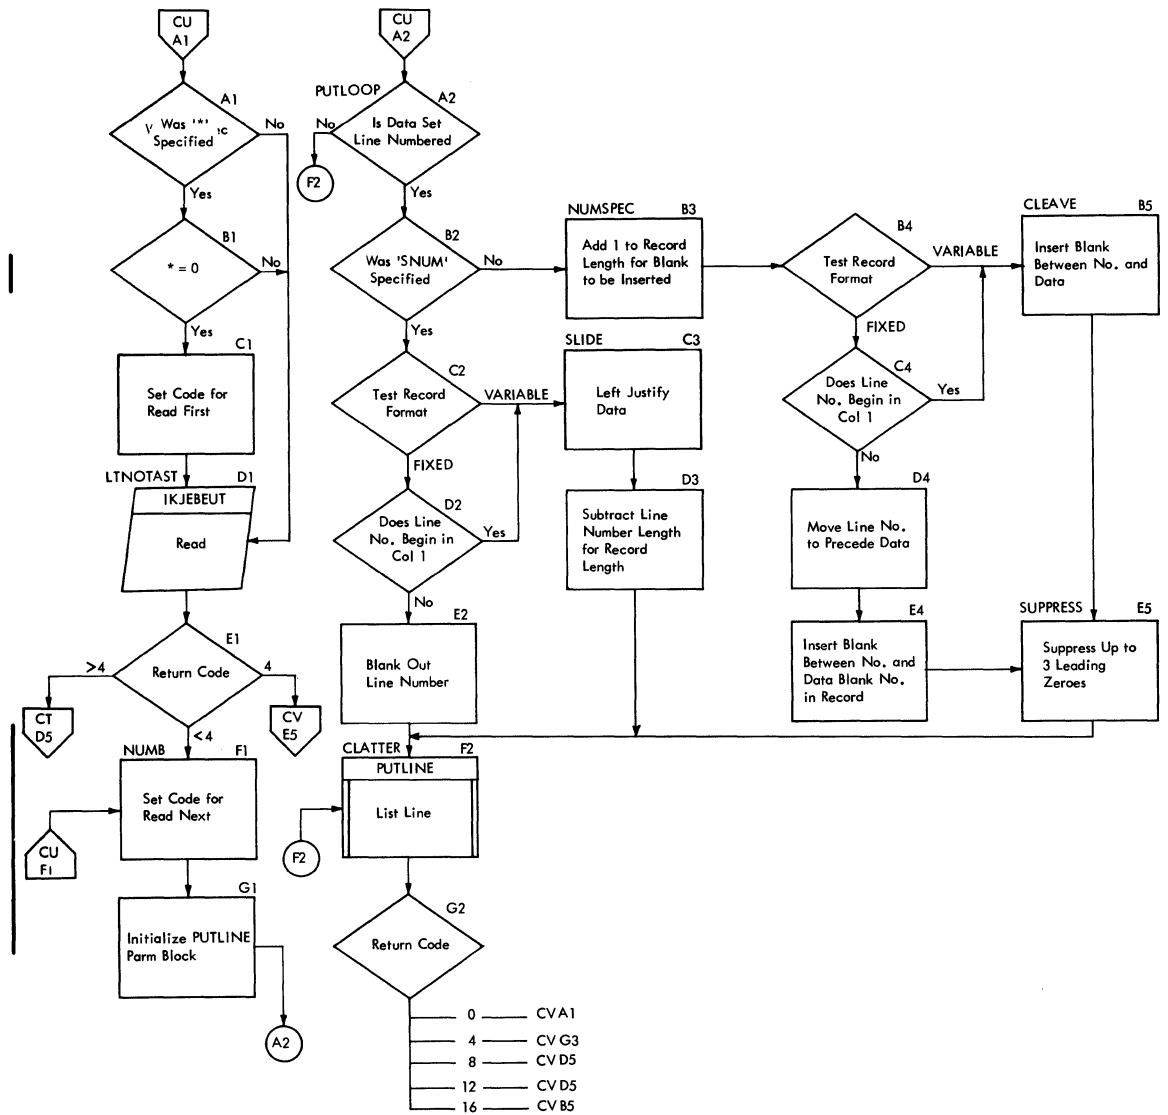 CU
A1
A1
Was '*'
Specified
No
Yes
B1
* = 0
No
Yes
C1
Set Code for
Read First
LTNOTAST
D1
IKJEBEUT
Read
E1
Return Code
>4
4
<4
CT
D5
CV
E5
NUMB
F1
Set Code for
Read Next
CU
F1
G1
Initialize PUTLINE
Parm Block
A2
CU
A2
PUTLOOP
A2
Is Data Set
Line Numbered
No
F2
Yes
B2
Was 'SNUM'
Specified
No
Yes
C2
Test Record
Format
VARIABLE
FIXED
D2
Does Line
No. Begin in
Col 1
Yes
No
E2
Blank Out
Line Number
CLATTER
F2
PUTLINE
List Line
F2
G2
Return Code
0 CV A1
4 CV G3
8 CV D5
12 CV D5
16 CV B5
NUMSPEC
B3
Add 1 to Record
Length for Blank
to be Inserted
SLIDE
C3
Left Justify
Data
D3
Subtract Line
Number Length
for Record
Length
B4
Test Record
Format
VARIABLE
FIXED
C4
Does Line
No. Begin in
Col 1
Yes
No
D4
Move Line No.
to Precede Data
E4
Insert Blank
Between No. and
Data Blank No.
in Record
CLEAVE
B5
Insert Blank
Between No. and
Data
SUPPRESS
E5
Suppress Up to
3 Leading
Zeroes